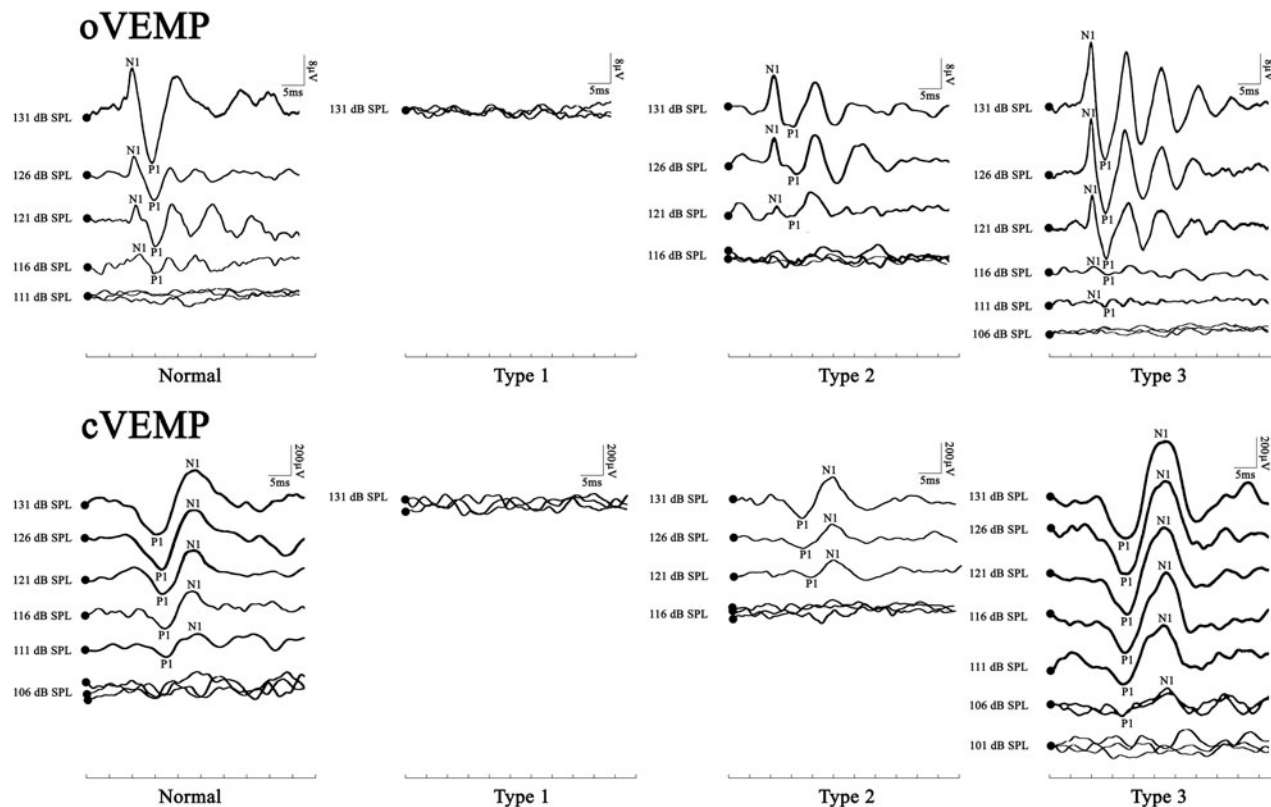 oVEMP
N1
8μV
5ms
131 dB SPL
P1
N1
126 dB SPL
P1
N1
121 dB SPL
P1
N1
116 dB SPL
P1
111 dB SPL
Normal
131 dB SPL
Type 1
8μV
5ms
N1
131 dB SPL
P1
N1
126 dB SPL
P1
N1
121 dB SPL
P1
116 dB SPL
Type 2
N1
8μV
5ms
131 dB SPL
P1
N1
126 dB SPL
P1
N1
121 dB SPL
P1
N1
116 dB SPL
P1
N1
111 dB SPL
P1
106 dB SPL
Type 3
cVEMP
200μV
5ms
N1
131 dB SPL
P1
N1
126 dB SPL
P1
N1
121 dB SPL
P1
N1
116 dB SPL
P1
N1
111 dB SPL
P1
106 dB SPL
Normal
200μV
5ms
131 dB SPL
Type 1
200μV
5ms
N1
131 dB SPL
P1
N1
126 dB SPL
P1
N1
121 dB SPL
P1
116 dB SPL
Type 2
200μV
5ms
N1
131 dB SPL
P1
N1
126 dB SPL
P1
N1
121 dB SPL
P1
N1
116 dB SPL
P1
N1
111 dB SPL
P1
N1
106 dB SPL
P1
101 dB SPL
Type 3